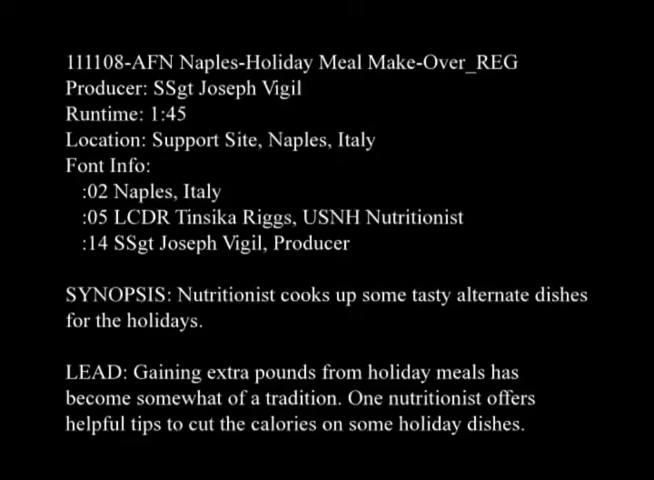 111108-AFN Naples-Holiday Meal Make-Over_REG
Producer: SSgt Joseph Vigil
Runtime: 1:45
Location: Support Site, Naples, Italy
Font Info:
:02 Naples, Italy
:05 LCDR Tinsika Riggs, USNH Nutritionist
:14 SSgt Joseph Vigil, Producer
SYNOPSIS: Nutritionist cooks up some tasty alternate dishes
for the holidays.
LEAD: Gaining extra pounds from holiday meals has
become somewhat of a tradition. One nutritionist offers
helpful tips to cut the calories on some holiday dishes.